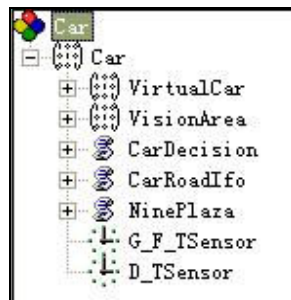 Car
Car
VirtualCar
VisionArea
CarDecision
CarRoadIfo
NinePlaza
G_F_TSensor
D_TSensor